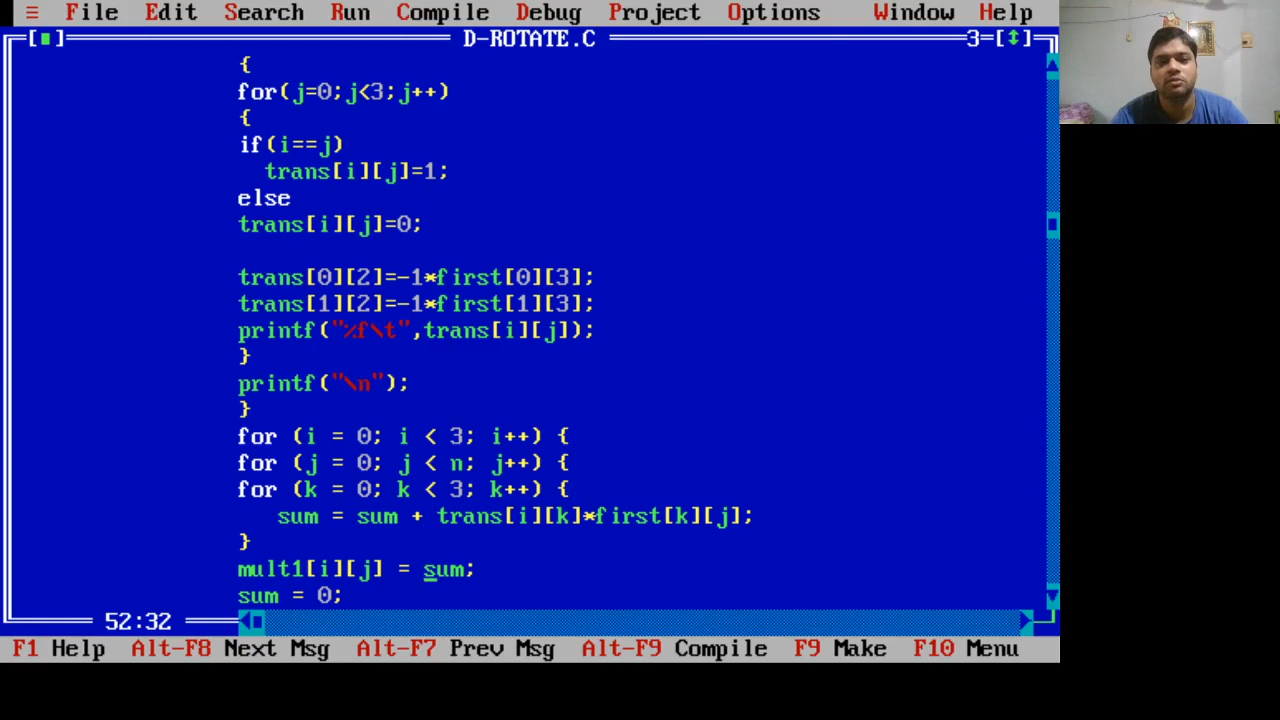 ≡ File Edit Search Run Compile Debug Project Options Window Help
[■] D-ROTATE.C 3=[↕]
{
for(j=0;j<3;j++)
{
if(i==j)
trans[i][j]=1;
else
trans[i][j]=0;
trans[0][2]=-1*first[0][3];
trans[1][2]=-1*first[1][3];
printf("%f\t",trans[i][j]);
}
printf("\n");
}
for (i = 0; i < 3; i++) {
for (j = 0; j < n; j++) {
for (k = 0; k < 3; k++) {
sum = sum + trans[i][k]*first[k][j];
}
mult1[i][j] = sum;
sum = 0;
52:32
F1 Help Alt-F8 Next Msg Alt-F7 Prev Msg Alt-F9 Compile F9 Make F10 Menu